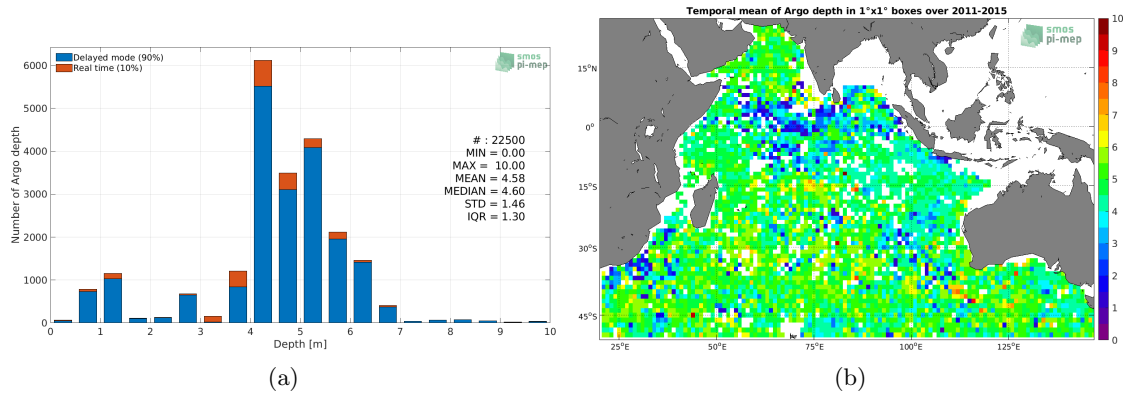 Delayed mode (90%)
Real time (10%)
smos
pi-mep
# : 22500
MIN = 0.00
MAX = 10.00
MEAN = 4.58
MEDIAN = 4.60
STD = 1.46
IQR = 1.30
Number of Argo depth
6000
5000
4000
3000
2000
1000
0
0 1 2 3 4 5 6 7 8 9 10
Depth [m]
(a)
Temporal mean of Argo depth in 1°x1° boxes over 2011-2015
smos
pi-mep
15°N
0°
15°S
30°S
45°S
25°E 50°E 75°E 100°E 125°E
10
9
8
7
6
5
4
3
2
1
0
(b)